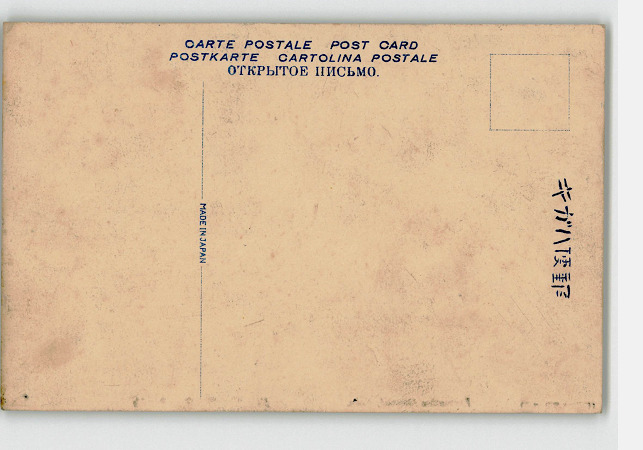 CARTE POSTALE POST CARD
POSTKARTE CARTOLINA POSTALE
ОТКРЫТОЕ ПИСЬМО.
MADE IN JAPAN
郵便ハガキ